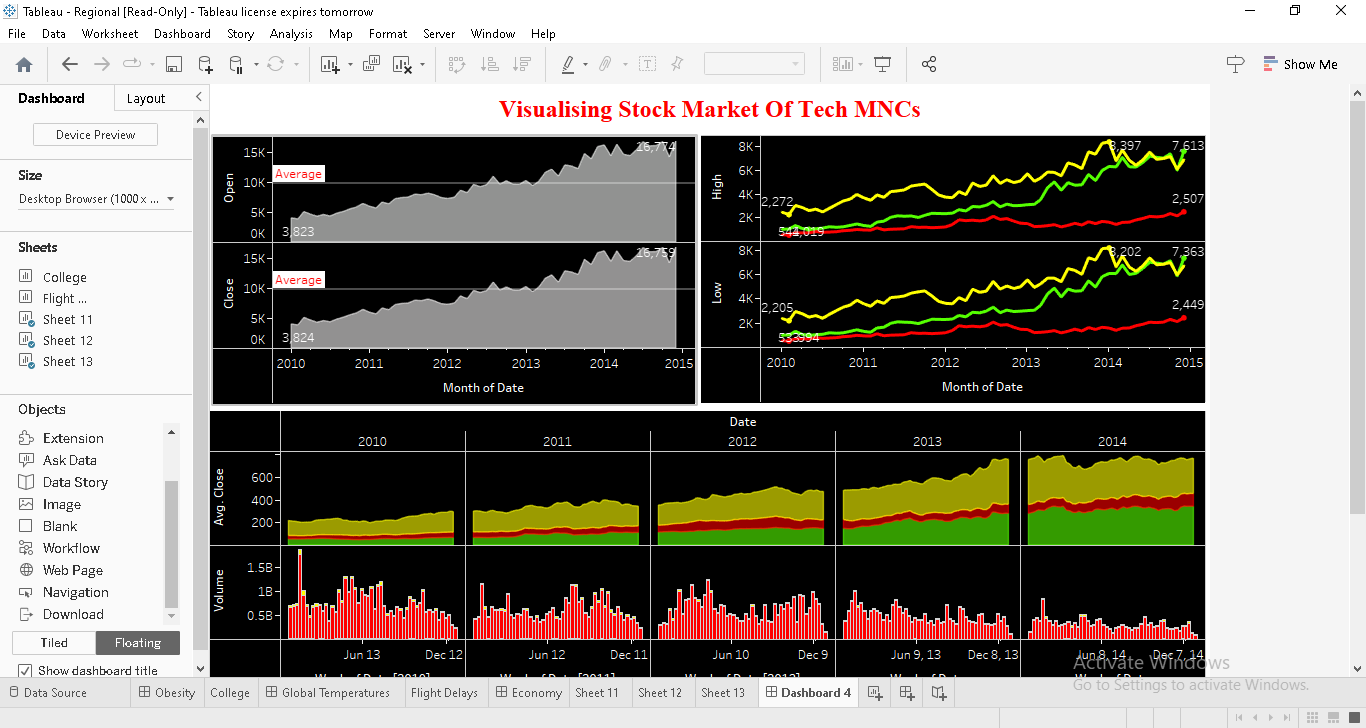 Tableau - Regional [Read-Only] - Tableau license expires tomorrow
File Data Worksheet Dashboard Story Analysis Map Format Server Window Help
Show Me
Dashboard Layout
Device Preview
Size
Desktop Browser (1000 x ...
Sheets
College
Flight ...
Sheet 11
Sheet 12
Sheet 13
Objects
Extension
Ask Data
Data Story
Image
Blank
Workflow
Web Page
Navigation
Download
Tiled Floating
Show dashboard title
Visualising Stock Market Of Tech MNCs
Open
15K
10K
5K
0K
Average
16,774
3,823
Close
15K
10K
5K
0K
Average
16,759
3,824
2010 2011 2012 2013 2014 2015
Month of Date
High
8K
6K
4K
2K
2,272
8,397
7,613
2,507
Low
8K
6K
4K
2K
2,205
8,202
7,363
2,449
2010 2011 2012 2013 2014 2015
Month of Date
Date
2010 2011 2012 2013 2014
Avg. Close
600
400
200
Volume
1.5B
1B
0.5B
Jun 13 Dec 12 Jun 12 Dec 11 Jun 10 Dec 9 Jun 9, 13 Dec 8, 13 Jun 8, 14 Dec 7, 14
Activate Windows
Go to Settings to activate Windows.
Data Source Obesity College Global Temperatures Flight Delays Economy Sheet 11 Sheet 12 Sheet 13 Dashboard 4